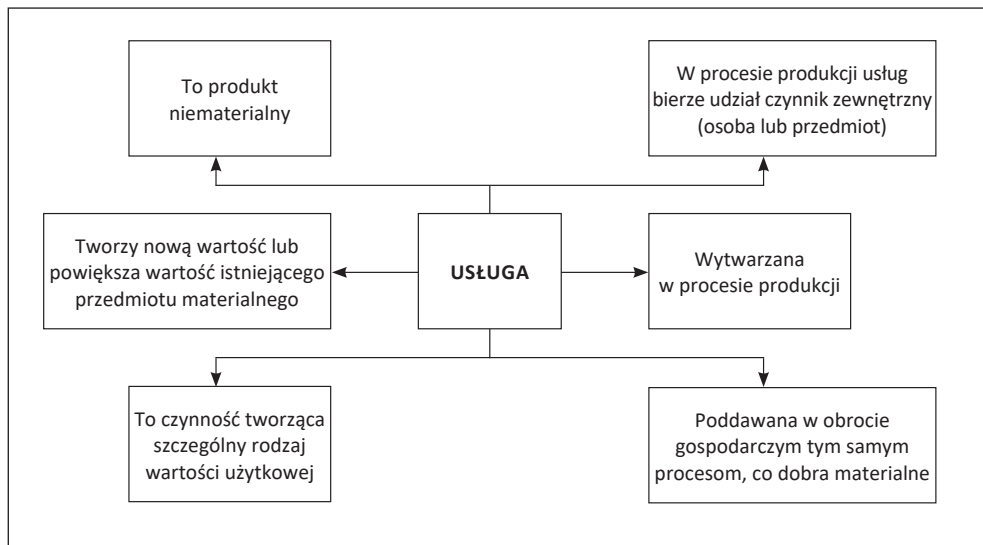 To produkt
niematerialny
W procesie produkcji usług
bierze udział czynnik zewnętrzny
(osoba lub przedmiot)
Tworzy nową wartość lub
powiększa wartość istniejącego
przedmiotu materialnego
USŁUGA
Wytwarzana
w procesie produkcji
To czynność tworząca
szczególny rodzaj
wartości użytkowej
Poddawana w obrocie
gospodarczym tym samym
procesom, co dobra materialne